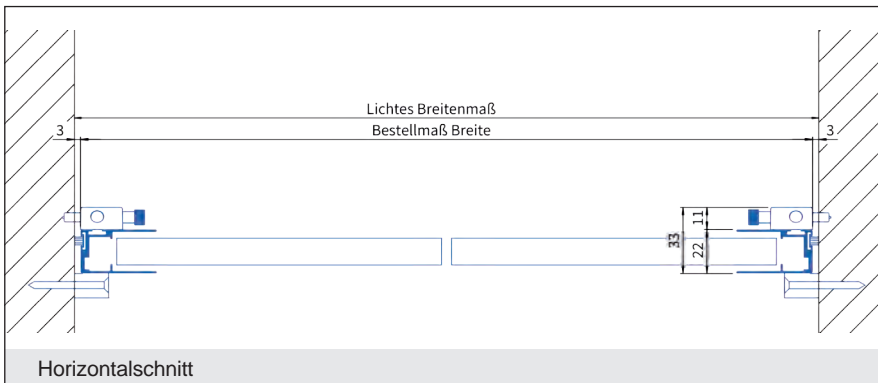 Lichtes Breitenmaß
3
Bestellmaß Breite
3
11
33
22
Horizontalschnitt